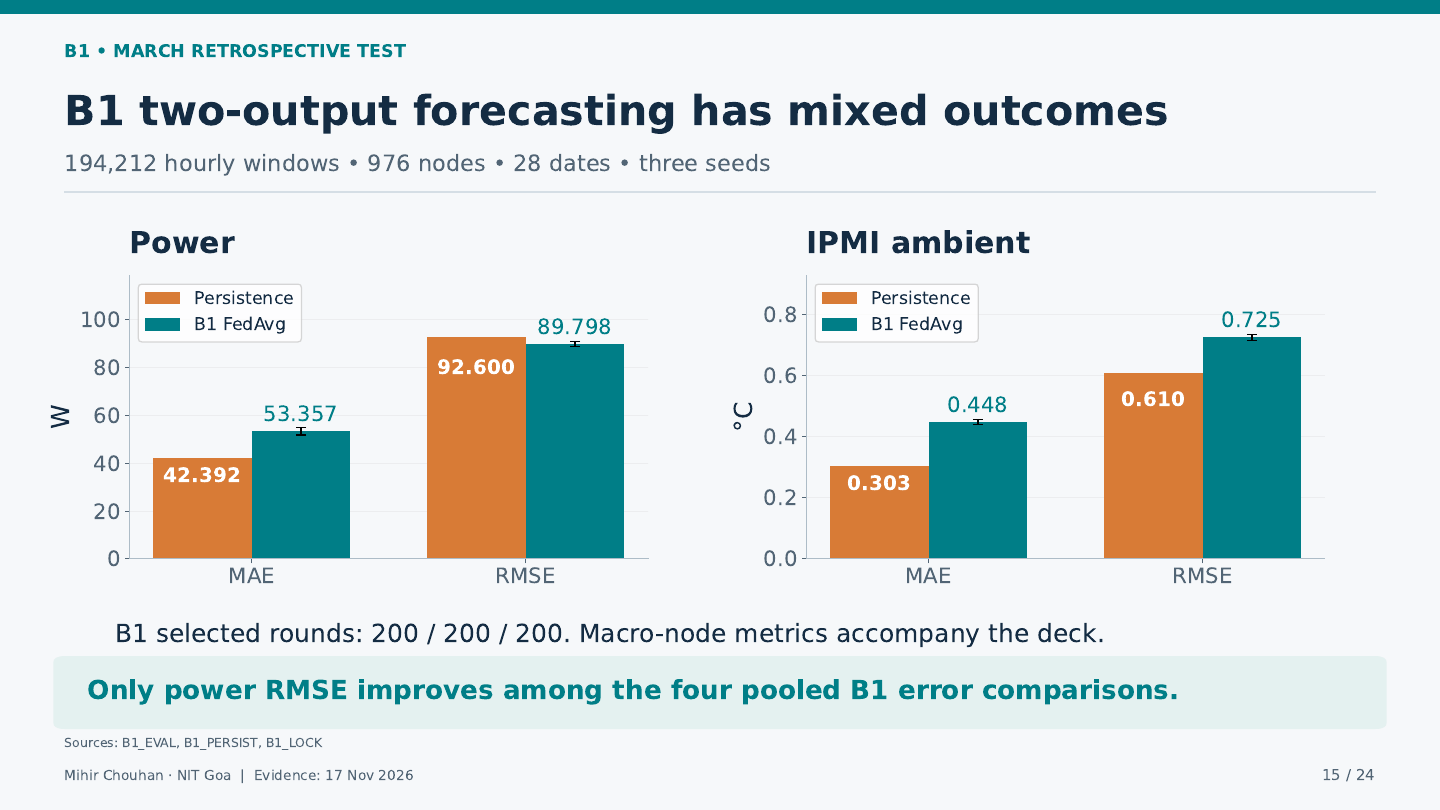 B1 • MARCH RETROSPECTIVE TEST
B1 two-output forecasting has mixed outcomes
194,212 hourly windows • 976 nodes • 28 dates • three seeds
Power
Persistence
B1 FedAvg
W
100
80
60
40
20
0
42.392
53.357
92.600
89.798
MAE
RMSE
IPMI ambient
Persistence
B1 FedAvg
°C
0.8
0.6
0.4
0.2
0.0
0.303
0.448
0.610
0.725
MAE
RMSE
B1 selected rounds: 200 / 200 / 200. Macro-node metrics accompany the deck.
Only power RMSE improves among the four pooled B1 error comparisons.
Sources: B1_EVAL, B1_PERSIST, B1_LOCK
Mihir Chouhan · NIT Goa | Evidence: 17 Nov 2026
15 / 24